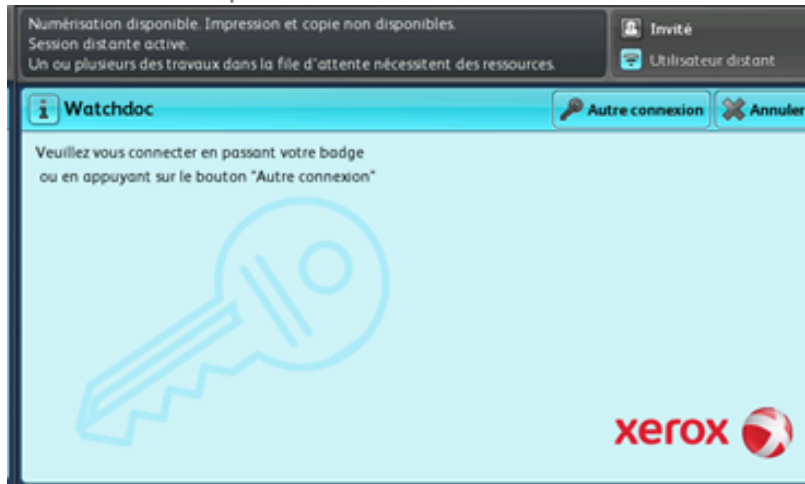 Numérisation disponible. Impression et copie non disponibles.
Session distante active.
Un ou plusieurs des travaux dans la file d'attente nécessitent des ressources.
Invité
Utilisateur distant
Watchdoc
Autre connexion
Annuler
Veuillez vous connecter en passant votre badge
ou en appuyant sur le bouton "Autre connexion"
xerox